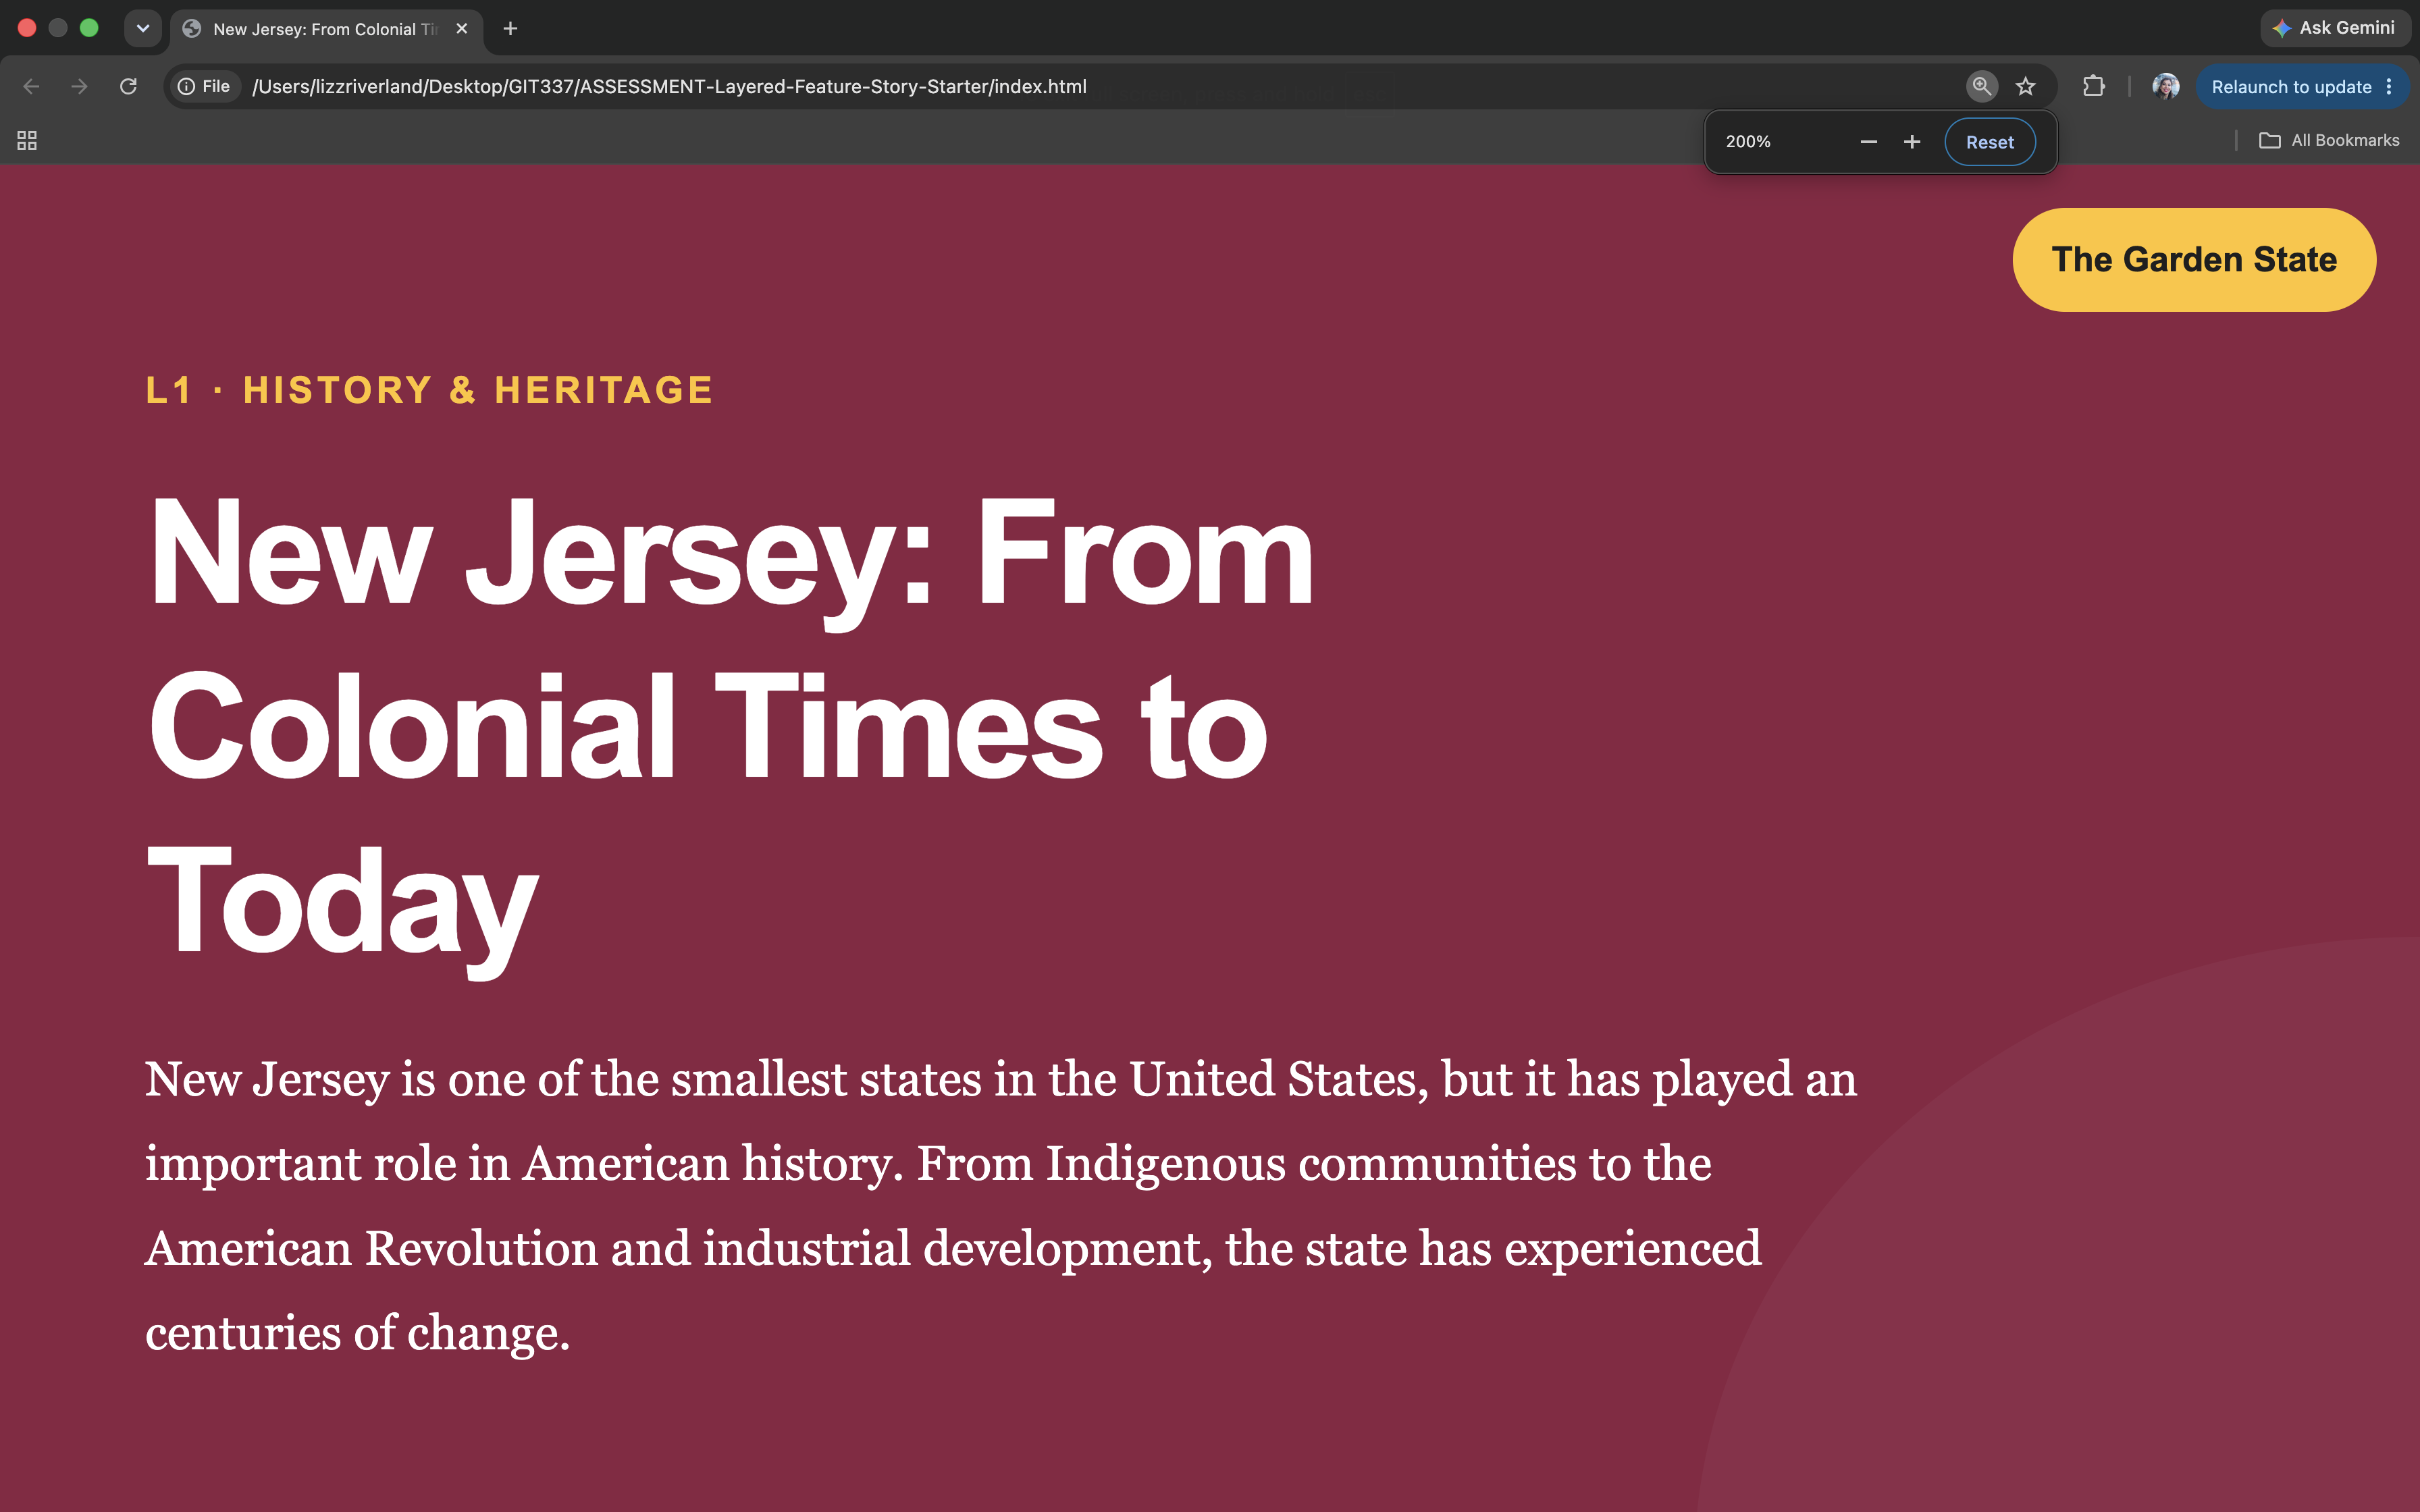 New Jersey: From Colonial
Ask Gemini
File
/Users/lizzriverland/Desktop/GIT337/ASSESSMENT-Layered-Feature-Story-Starter/index.html
Relaunch to update
200%
Reset
All Bookmarks
The Garden State
L1 · HISTORY & HERITAGE
New Jersey: From
Colonial Times to
Today
New Jersey is one of the smallest states in the United States, but it has played an
important role in American history. From Indigenous communities to the
American Revolution and industrial development, the state has experienced
centuries of change.